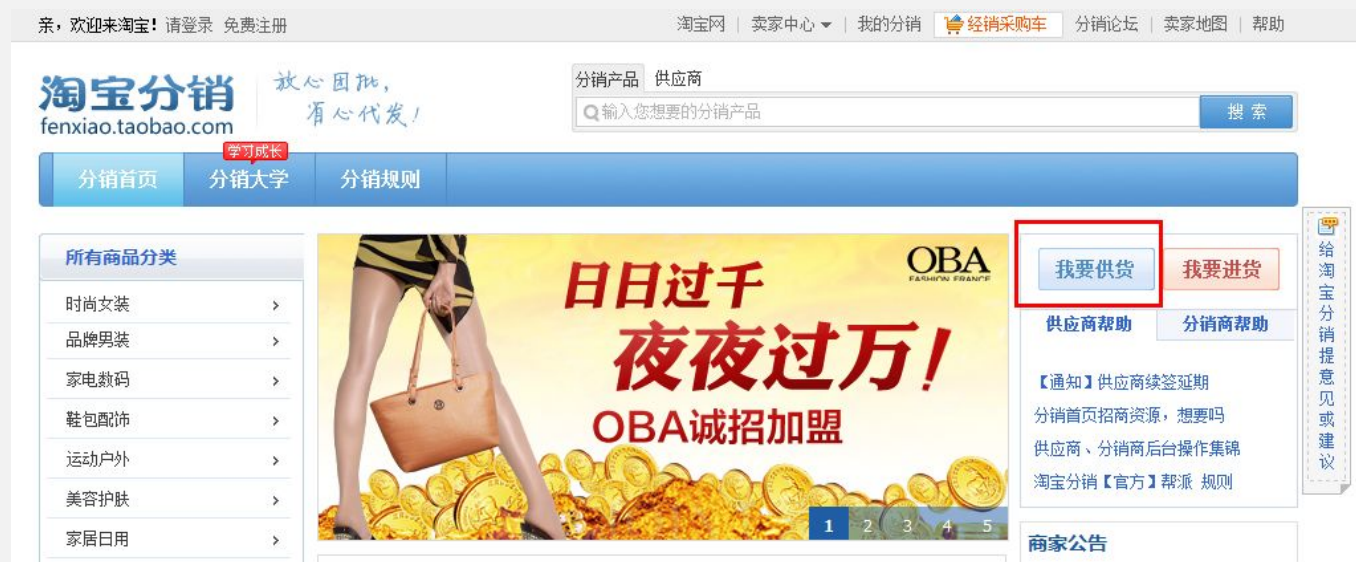 亲，欢迎来淘宝！请登录 免费注册
淘宝网 卖家中心 我的分销 经销采购车 分销论坛 卖家地图 帮助
淘宝分销
fenxiao.taobao.com
放心团批，
省心代发！
分销产品 供应商
输入您想要的分销产品
搜 索
学习成长
分销首页 分销大学 分销规则
所有商品分类
时尚女装
品牌男装
家电数码
鞋包配饰
运动户外
美容护肤
家居日用
OBA
FASHION FRANCE
日日过千
夜夜过万！
OBA诚招加盟
1 2 3 4 5
我要供货 我要进货
供应商帮助 分销商帮助
【通知】供应商续签延期
分销首页招商资源，想要吗
供应商、分销商后台操作集锦
淘宝分销【官方】帮派 规则
商家公告
给淘宝分销提意见或建议